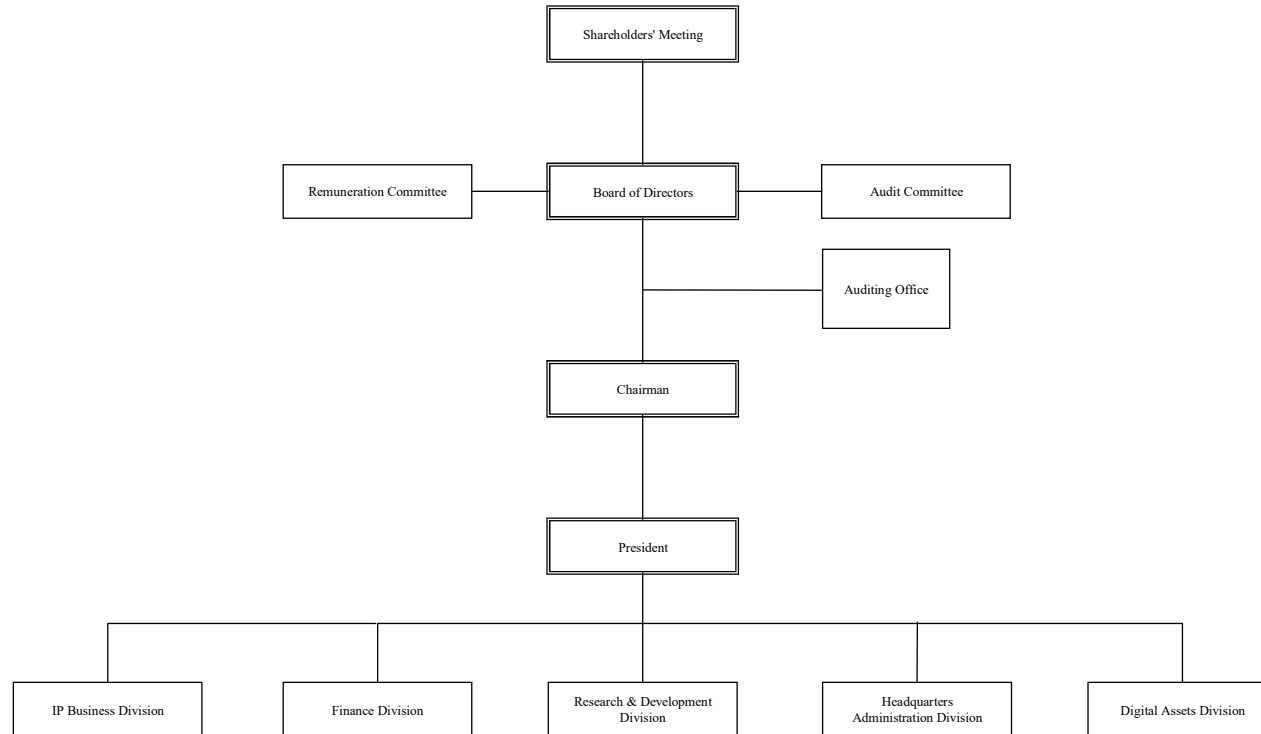 Shareholders' Meeting
Remuneration Committee
Board of Directors
Audit Committee
Auditing Office
Chairman
President
IP Business Division
Finance Division
Research & Development
Division
Headquarters
Administration Division
Digital Assets Division